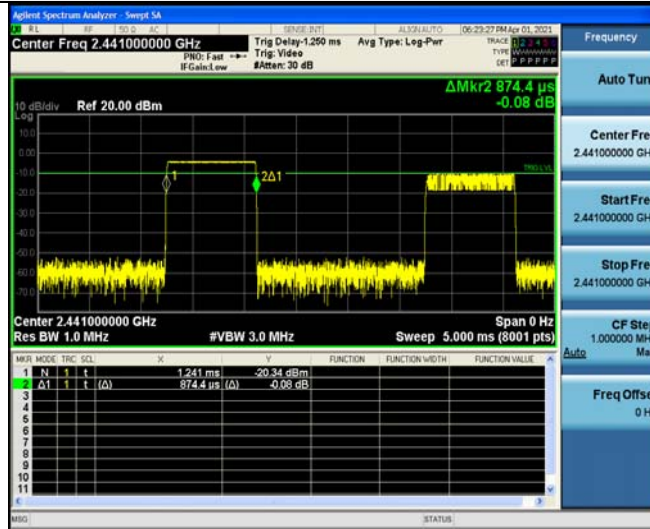 Agilent Spectrum Analyzer - Swept SA
RL RF 50 Ω AC SENSE:INT ALIGN AUTO 06:23:27 PM Apr 01, 2021
Center Freq 2.441000000 GHz
PNO: Fast
IFGain:Low
Trig Delay-1.250 ms
Trig: Video
#Atten: 30 dB
Avg Type: Log-Pwr
TRACE 1 2 3 4 5 6
TYPE
DET P P P P P P
ΔMkr2 874.4 µs
-0.08 dB
10 dB/div Ref 20.00 dBm
Log
10.0
0.00
-10.0
-20.0
-30.0
-40.0
-50.0
-60.0
-70.0
TRIG LVL
1
2Δ1
Center 2.441000000 GHz Span 0 Hz
Res BW 1.0 MHz #VBW 3.0 MHz Sweep 5.000 ms (8001 pts)
MKR MODE TRC SCL X Y FUNCTION FUNCTION WIDTH FUNCTION VALUE
1 N 1 t 1.241 ms -20.34 dBm
2 Δ1 1 t (Δ) 874.4 µs (Δ) -0.08 dB
3
4
5
6
7
8
9
10
11
MSG STATUS
Frequency
Auto Tun
Center Fre
2.441000000 GH
Start Fre
2.441000000 GH
Stop Fre
2.441000000 GH
CF Ste
1.000000 MH
Auto Ma
Freq Offse
0 H